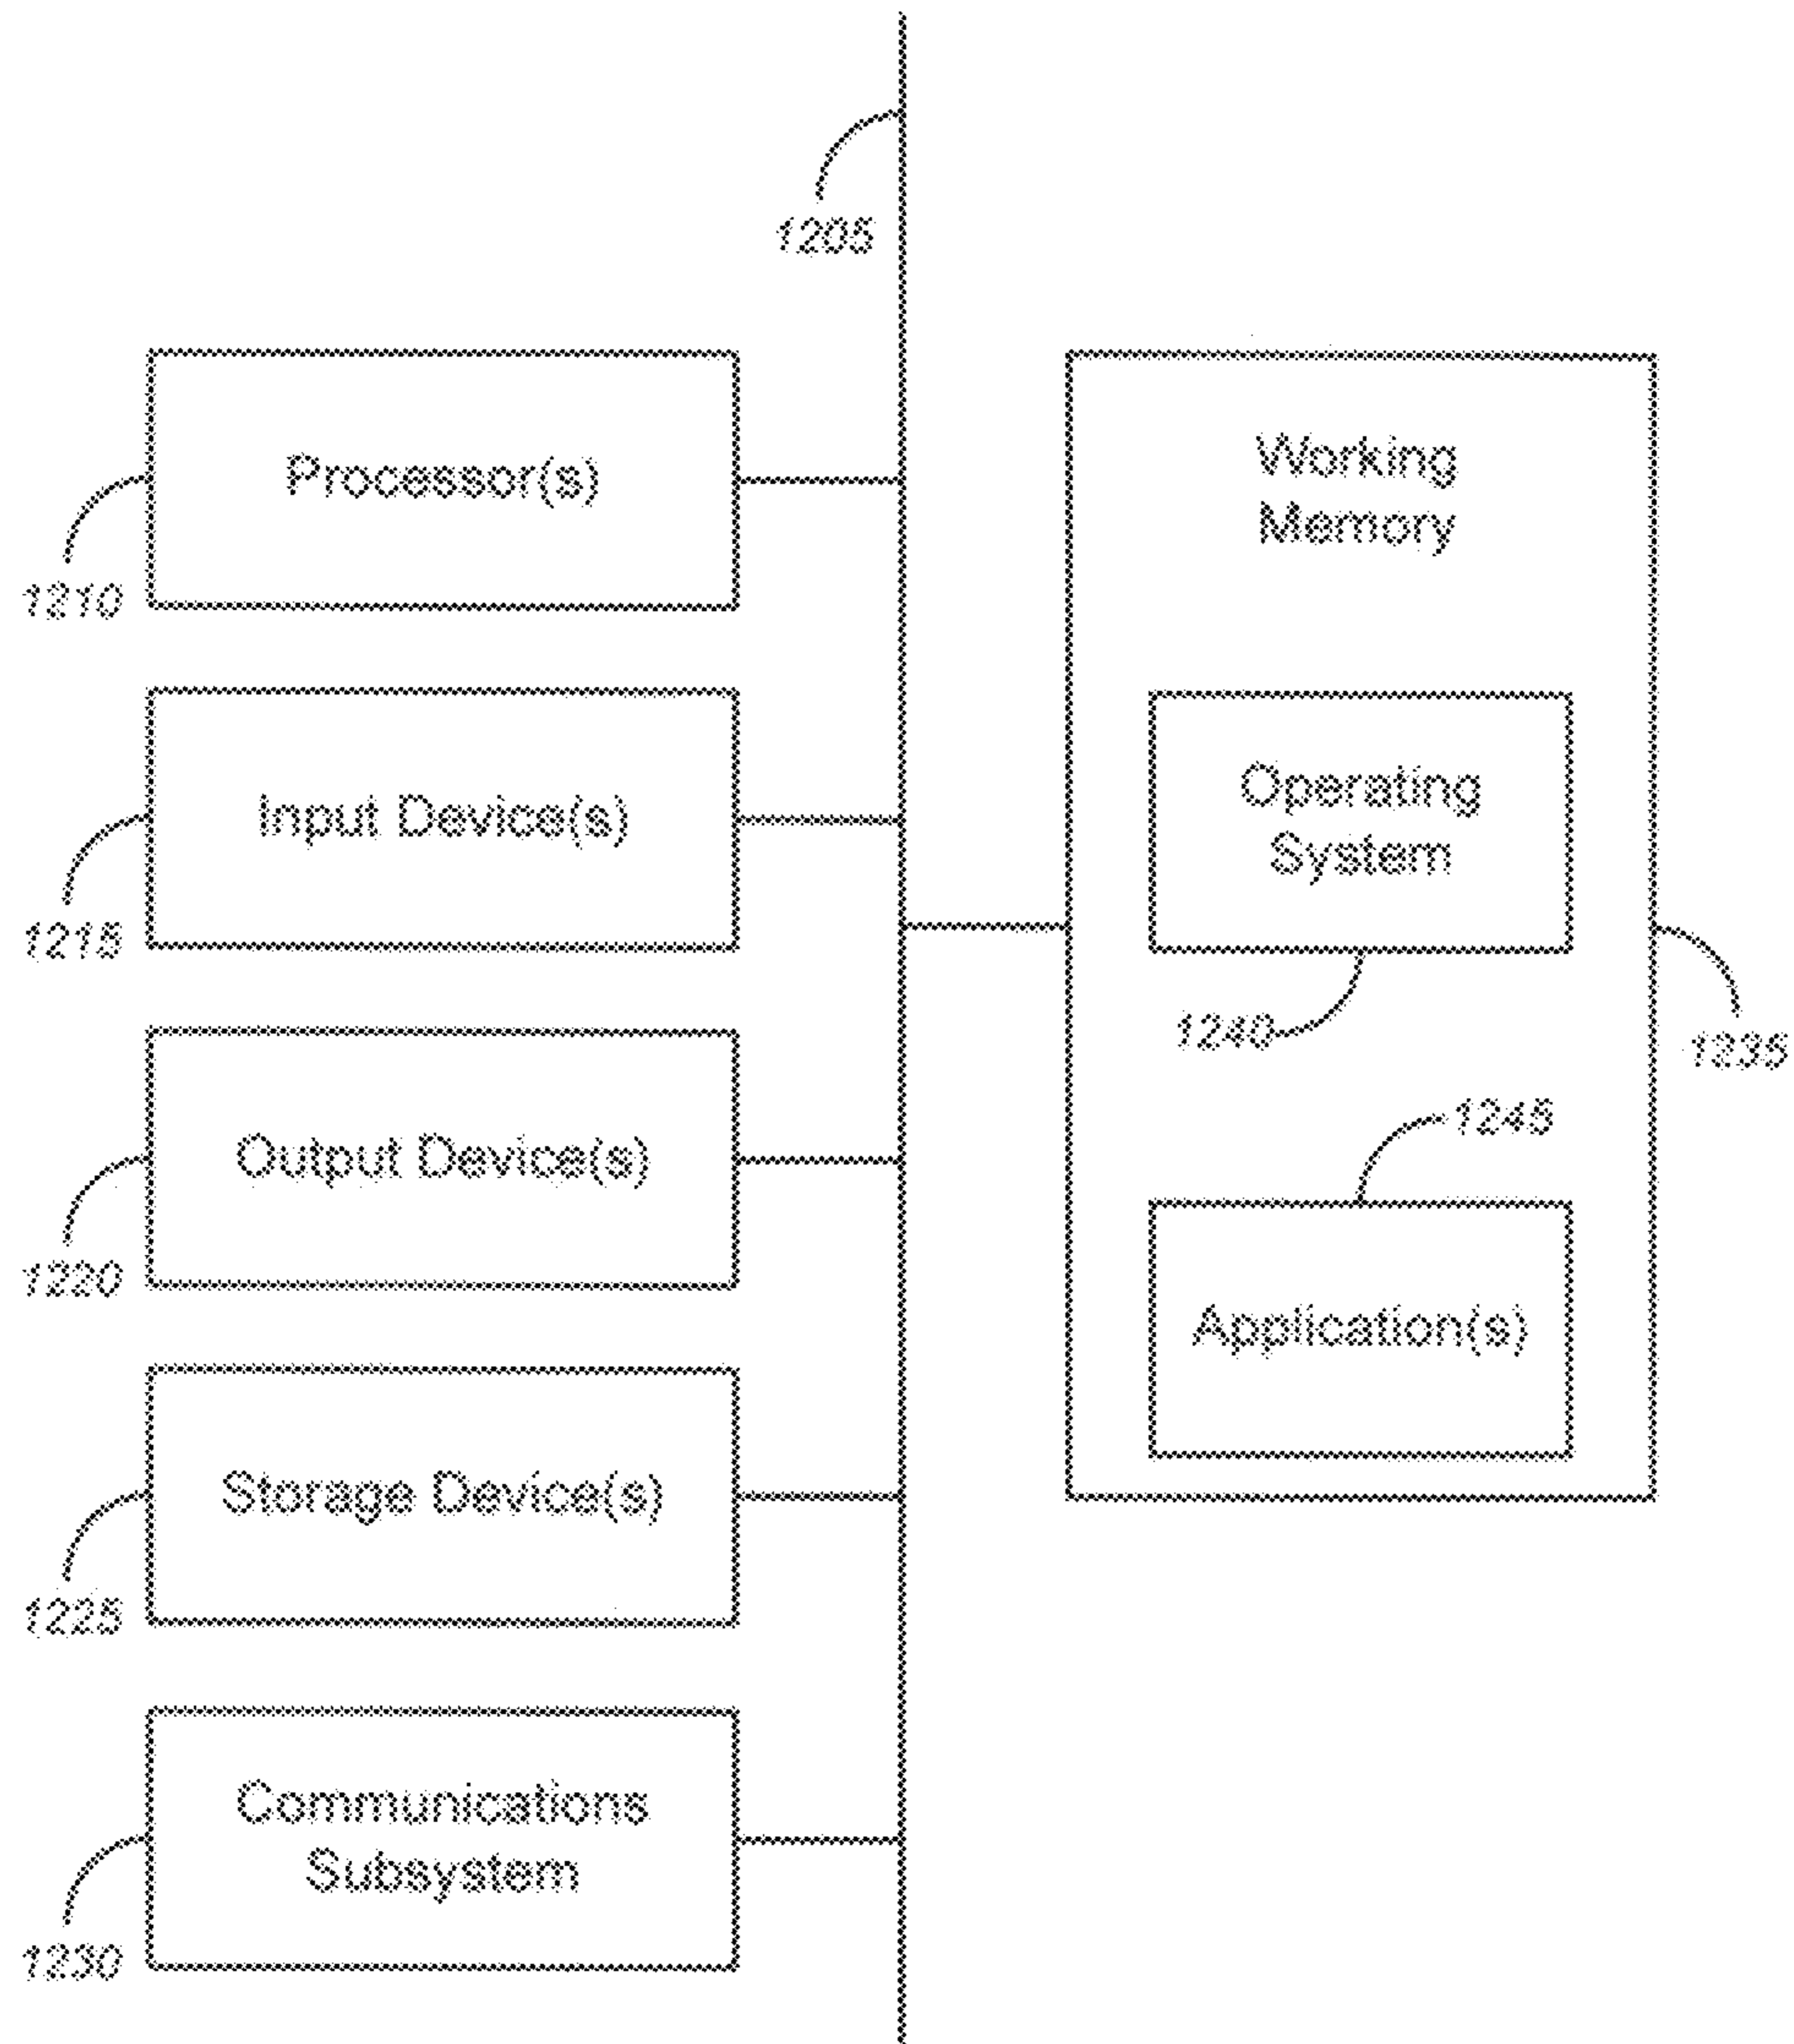 1205
Processor(s)
1210
Input Device(s)
1215
Output Device(s)
1220
Storage Device(s)
1225
Communications
Subsystem
1230
Working
Memory
Operating
System
1240
1235
1245
Application(s)